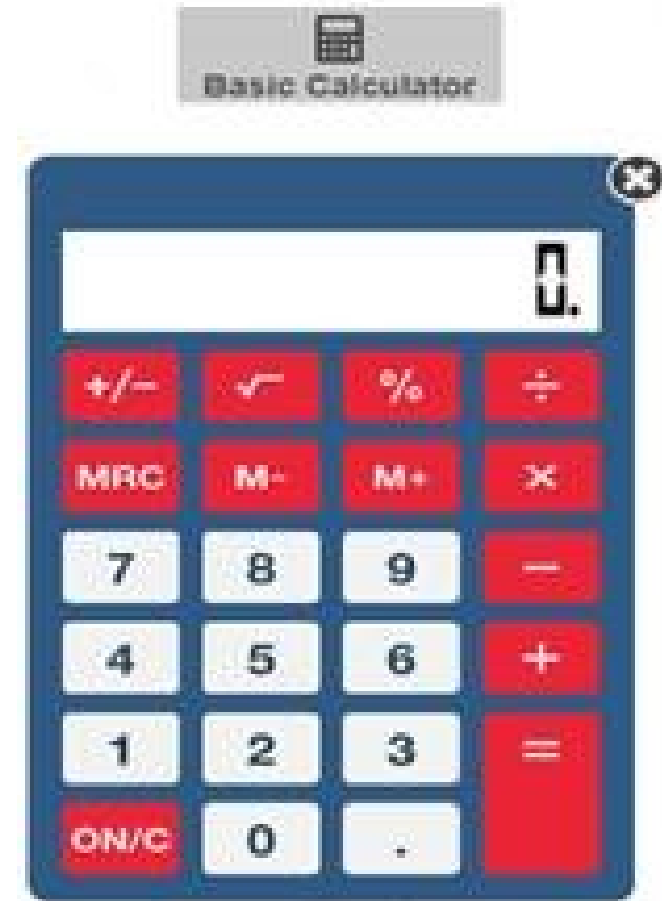 Basic Calculator
0.
+/− √ % ÷
MRC M- M+ ×
7 8 9 −
4 5 6 +
1 2 3 =
ON/C 0 .